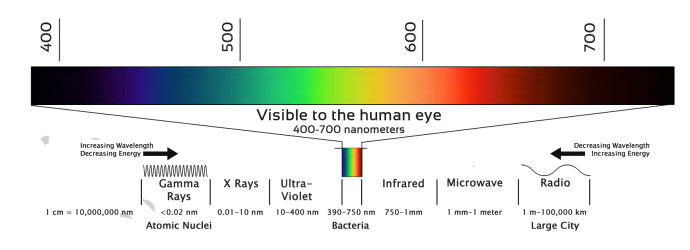 400
500
600
700
Visible to the human eye
400-700 nanometers
Increasing Wavelength
Decreasing Energy
Decreasing Wavelength
Increasing Energy
Gamma
Rays
X Rays
Ultra-
Violet
Infrared
Microwave
Radio
1 cm = 10,000,000 nm
<0.02 nm
0.01-10 nm
10-400 nm
390-750 nm
750-1mm
1 mm-1 meter
1 m-100,000 km
Atomic Nuclei
Bacteria
Large City